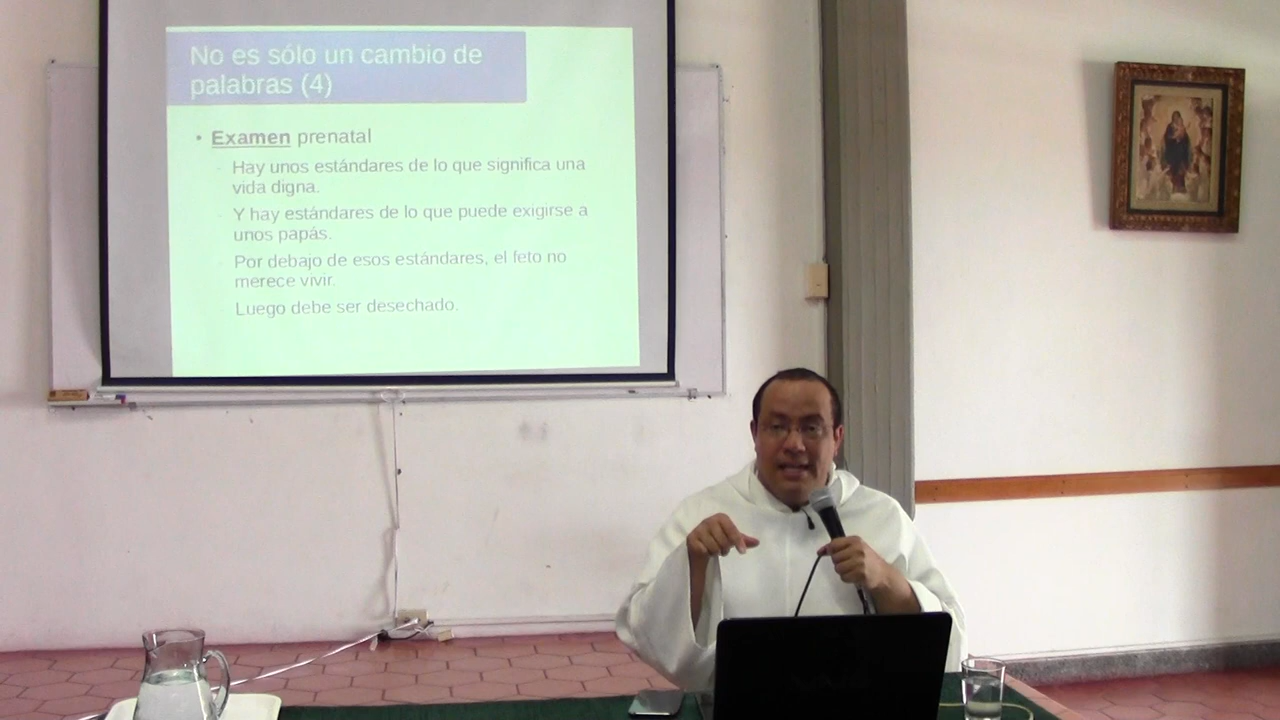 No es sólo un cambio de
palabras (4)
• Examen prenatal
Hay unos estándares de lo que significa una
vida digna.
Y hay estándares de lo que puede exigirse a
unos papás.
Por debajo de esos estándares, el feto no
merece vivir.
Luego debe ser desechado.